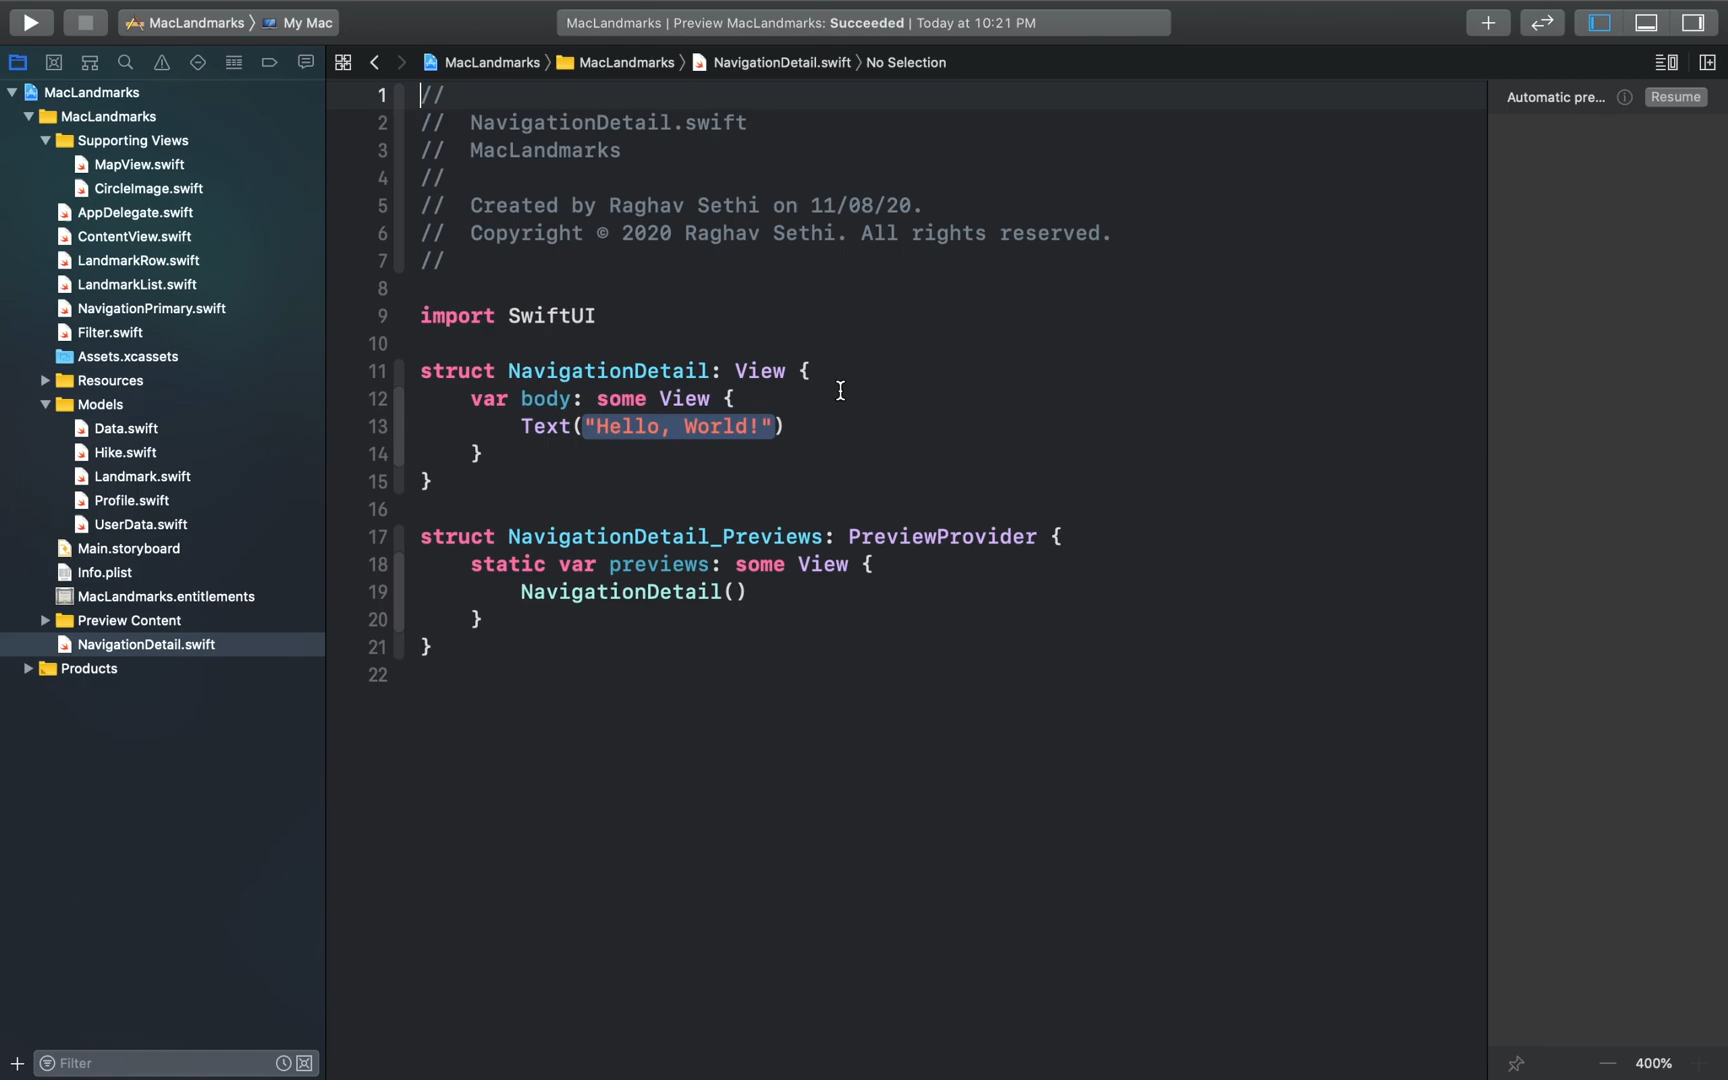 MacLandmarks 〉 My Mac
MacLandmarks | Preview MacLandmarks: Succeeded | Today at 10:21 PM
MacLandmarks 〉 MacLandmarks 〉 NavigationDetail.swift 〉 No Selection
Automatic pre... Resume
MacLandmarks
MacLandmarks
Supporting Views
MapView.swift
CircleImage.swift
AppDelegate.swift
ContentView.swift
LandmarkRow.swift
LandmarkList.swift
NavigationPrimary.swift
Filter.swift
Assets.xcassets
Resources
Models
Data.swift
Hike.swift
Landmark.swift
Profile.swift
UserData.swift
Main.storyboard
Info.plist
MacLandmarks.entitlements
Preview Content
NavigationDetail.swift
Products
Filter
1 //
2 //  NavigationDetail.swift
3 //  MacLandmarks
4 //
5 //  Created by Raghav Sethi on 11/08/20.
6 //  Copyright © 2020 Raghav Sethi. All rights reserved.
7 //
8
9 import SwiftUI
10
11 struct NavigationDetail: View {
12     var body: some View {
13         Text("Hello, World!")
14     }
15 }
16
17 struct NavigationDetail_Previews: PreviewProvider {
18     static var previews: some View {
19         NavigationDetail()
20     }
21 }
22
400%